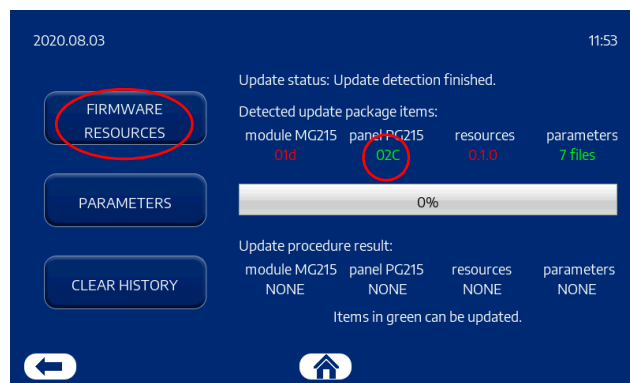 2020.08.03 11:53
Update status: Update detection finished.
FIRMWARE
RESOURCES
Detected update package items:
module MG215 panel PG215 resources parameters
01d 02C 0.1.0 7 files
PARAMETERS
0%
Update procedure result:
module MG215 panel PG215 resources parameters
CLEAR HISTORY
NONE NONE NONE NONE
Items in green can be updated.